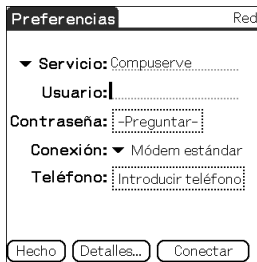 Preferencias Red
▼ Servicio: Compuserve
Usuario:
Contraseña: -Preguntar-
Conexión: ▼ Módem estándar
Teléfono: Introducir teléfono
Hecho Detalles... Conectar